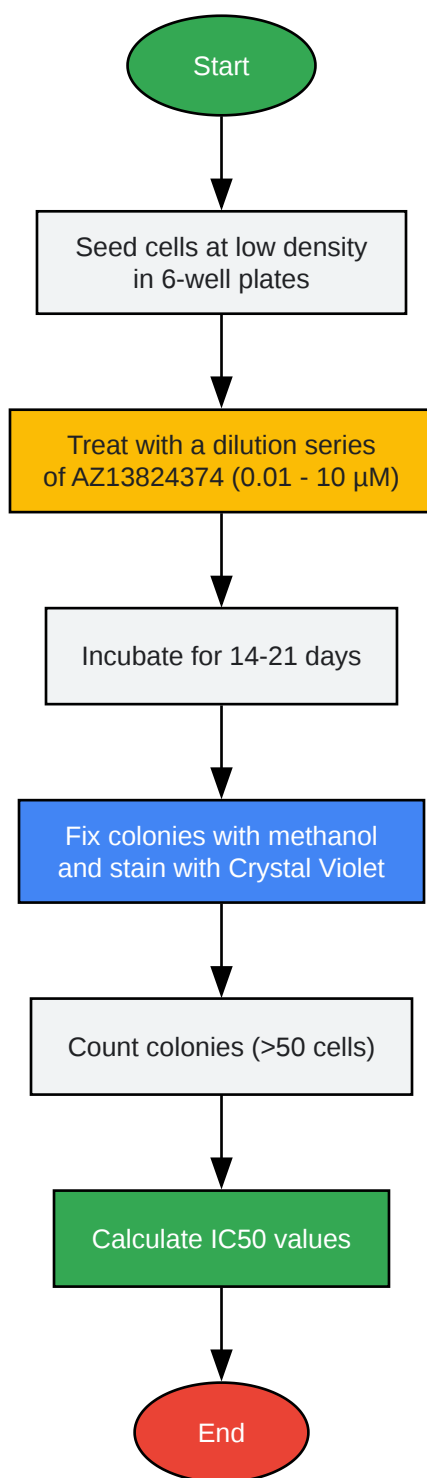 Start
Seed cells at low density
in 6-well plates
Treat with a dilution series
of AZ13824374 (0.01 - 10 µM)
Incubate for 14-21 days
Fix colonies with methanol
and stain with Crystal Violet
Count colonies (>50 cells)
Calculate IC50 values
End